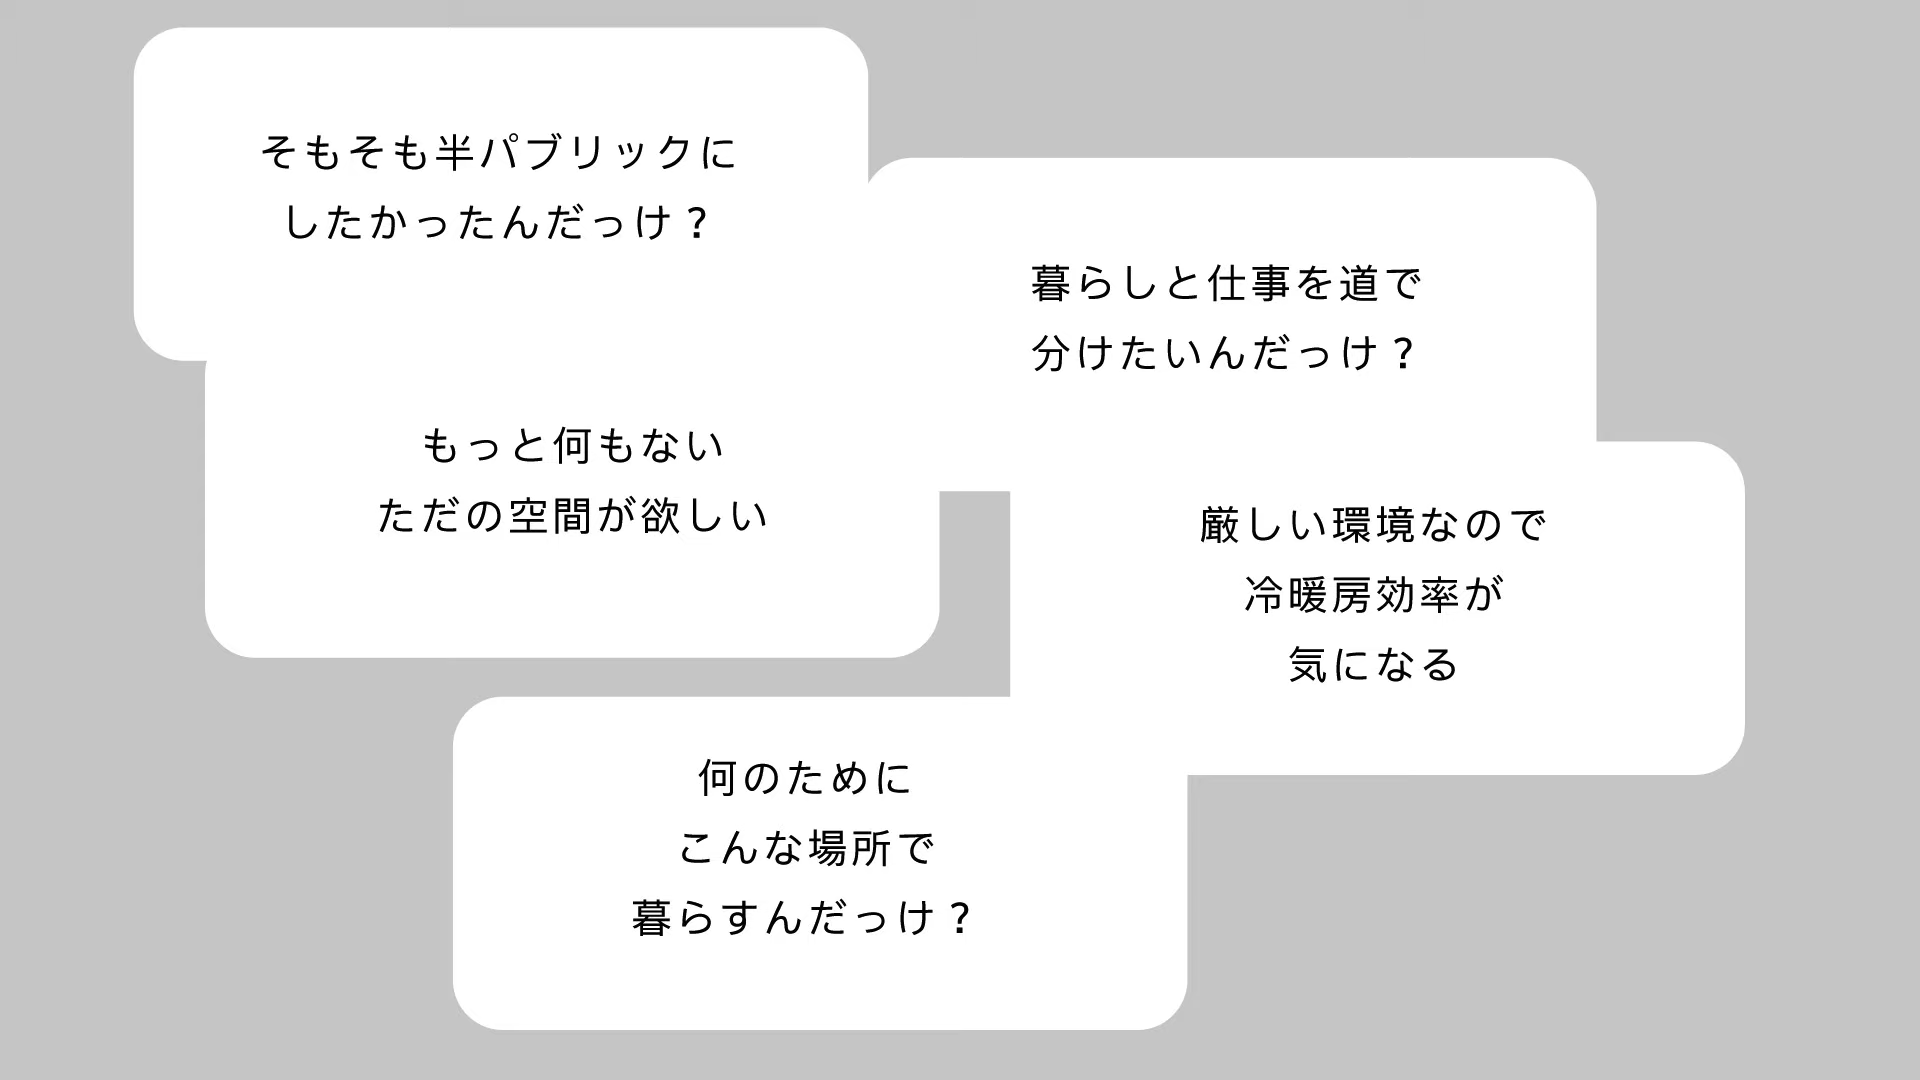 そもそも半パブリックに
したかったんだっけ？
暮らしと仕事を道で
分けたいんだっけ？
もっと何もない
ただの空間が欲しい
厳しい環境なので
冷暖房効率が
気になる
何のために
こんな場所で
暮らすんだっけ？